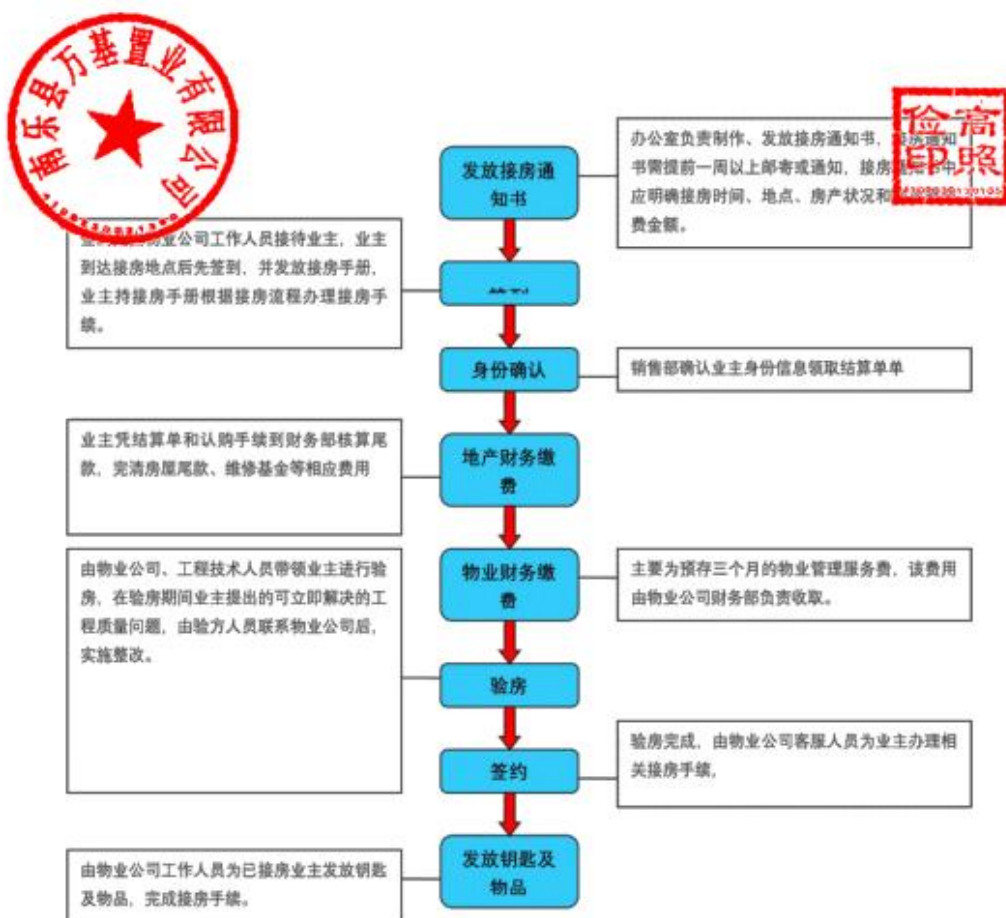 南乐县万基置业有限公司
俭高
EP照
发放接房通
知书
办公室负责制作、发放接房通知书，接房通知
书需提前一周以上邮寄或通知，接房通知书中
应明确接房时间、地点、房产状况和
费金额。
物业公司工作人员接待业主，业主
到达接房地点后先签到，并发放接房手册，
业主持接房手册根据接房流程办理接房手
续。
签到
身份确认
销售部确认业主身份信息领取结算单单
业主凭结算单和认购手续到财务部核算尾
款，完清房屋尾款、维修基金等相应费用
地产财务缴
费
由物业公司、工程技术人员带领业主进行验
房，在验房期间业主提出的可立即解决的工
程质量问题，由验方人员联系物业公司后，
实施整改。
物业财务缴
费
主要为预存三个月的物业管理服务费，该费用
由物业公司财务部负责收取。
验房
签约
验房完成，由物业公司客服人员为业主办理相
关接房手续，
发放钥匙及
物品
由物业公司工作人员为已接房业主发放钥匙
及物品，完成接房手续。